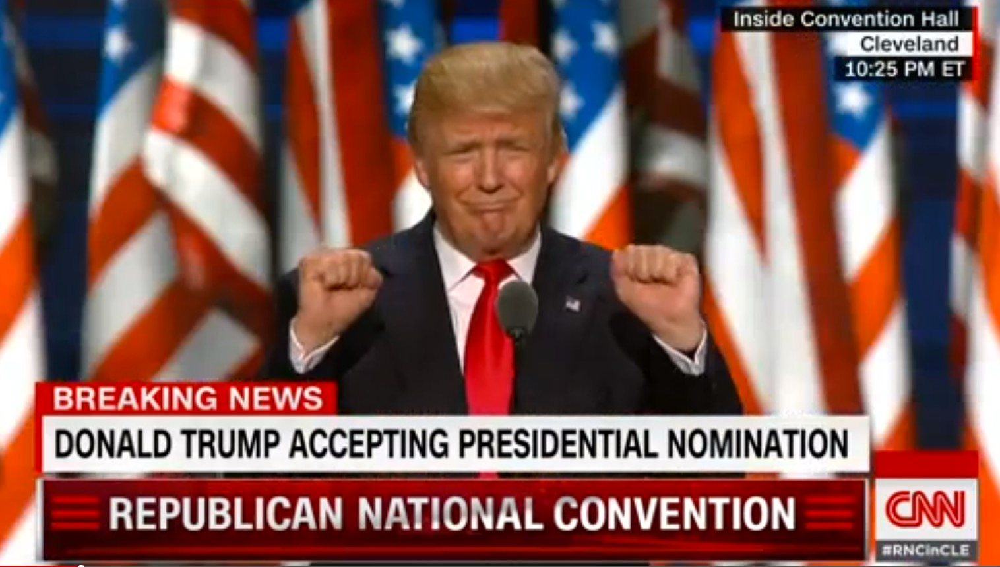 Inside Convention Hall
Cleveland
10:25 PM ET
BREAKING NEWS
DONALD TRUMP ACCEPTING PRESIDENTIAL NOMINATION
REPUBLICAN NATIONAL CONVENTION
CNN
#RNCinCLE